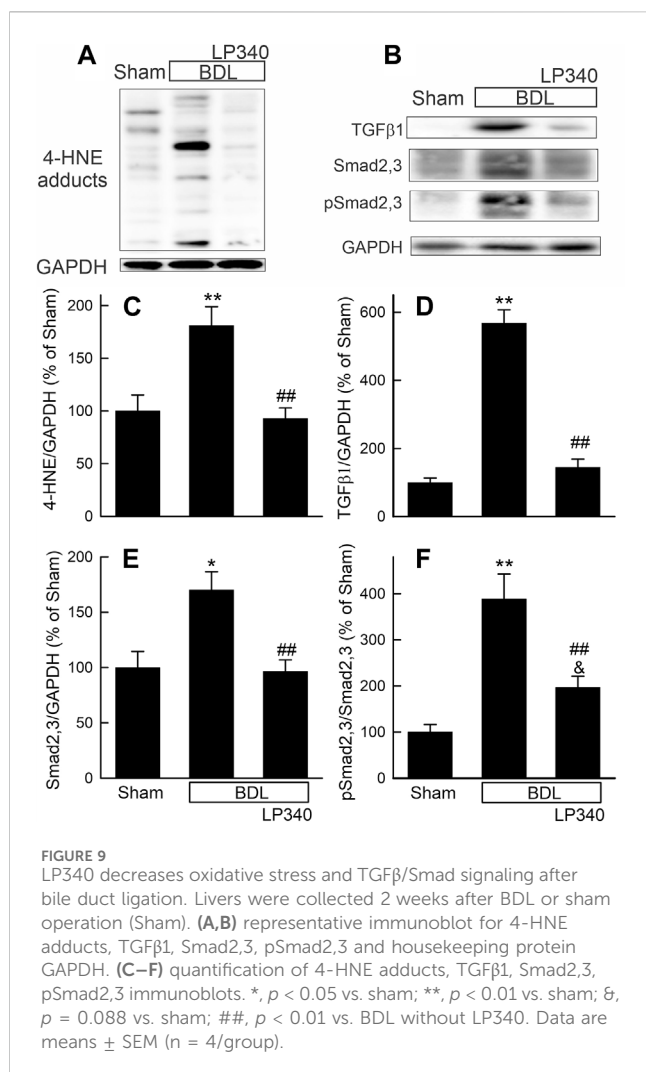 A
LP340
Sham BDL
4-HNE
adducts
GAPDH
B
LP340
Sham BDL
TGFβ1
Smad2,3
pSmad2,3
GAPDH
C
4-HNE/GAPDH (% of Sham)
200
150
100
50
0
**
##
D
TGFβ1/GAPDH (% of Sham)
600
400
200
0
**
##
E
Smad2,3/GAPDH (% of Sham)
200
150
100
50
0
*
##
Sham BDL
LP340
F
pSmad2,3/Smad2,3 (% of Sham)
400
300
200
100
0
**
##
&
Sham BDL
LP340
FIGURE 9
LP340 decreases oxidative stress and TGFβ/Smad signaling after
bile duct ligation. Livers were collected 2 weeks after BDL or sham
operation (Sham). (A,B) representative immunoblot for 4-HNE
adducts, TGFβ1, Smad2,3, pSmad2,3 and housekeeping protein
GAPDH. (C–F) quantification of 4-HNE adducts, TGFβ1, Smad2,3,
pSmad2,3 immunoblots. *, p < 0.05 vs. sham; **, p < 0.01 vs. sham; &,
p = 0.088 vs. sham; ##, p < 0.01 vs. BDL without LP340. Data are
means ± SEM (n = 4/group).